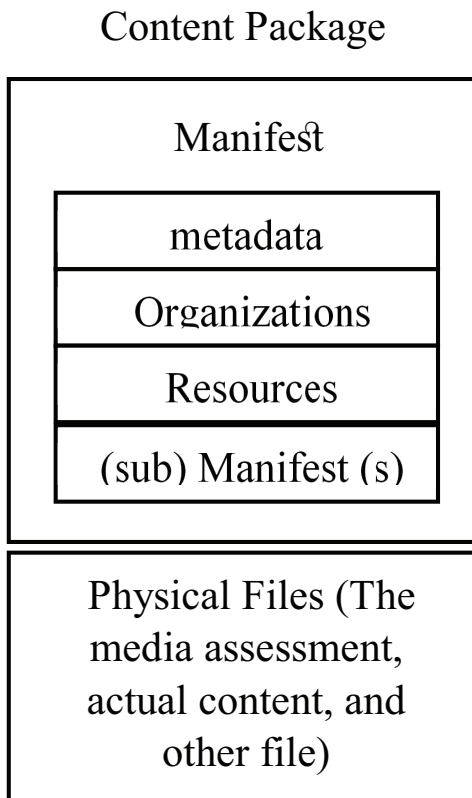 Content Package
Manifest
metadata
Organizations
Resources
(sub) Manifest (s)
Physical Files (The
media assessment,
actual content, and
other file)